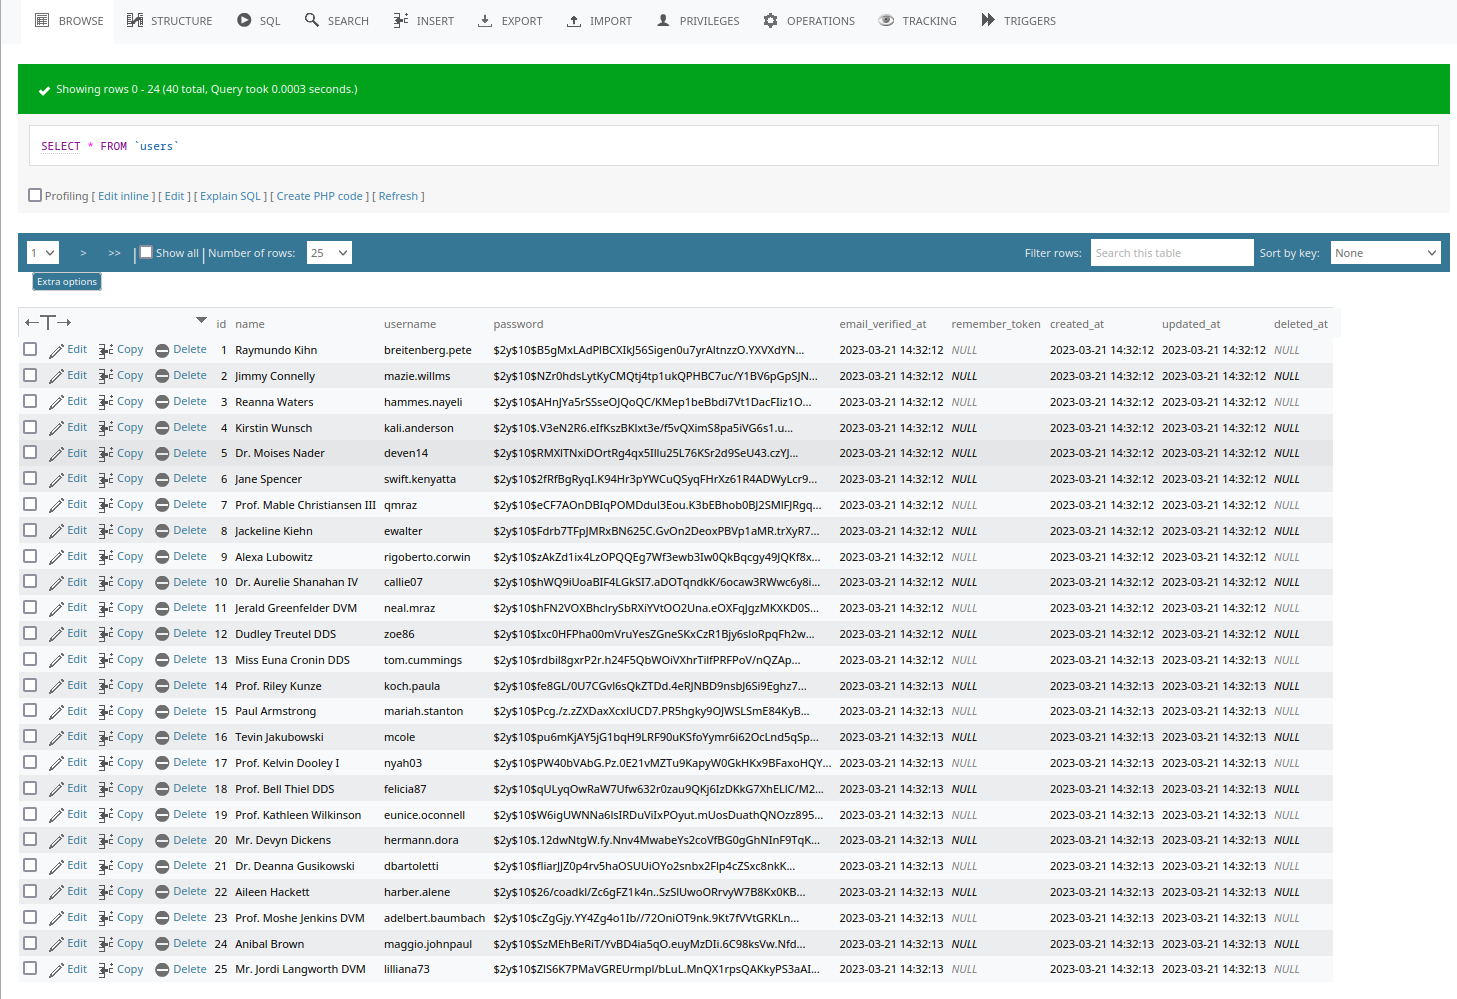 BROWSE STRUCTURE SQL SEARCH INSERT EXPORT IMPORT PRIVILEGES OPERATIONS TRACKING TRIGGERS
Showing rows 0 - 24 (40 total, Query took 0.0003 seconds.)
SELECT * FROM `users`
Profiling [ Edit inline ] [ Edit ] [ Explain SQL ] [ Create PHP code ] [ Refresh ]
1 > >> Show all Number of rows: 25 Filter rows: Search this table Sort by key: None
Extra options
id name username password email_verified_at remember_token created_at updated_at deleted_at
Edit Copy Delete 1 Raymundo Kihn breitenberg.pete $2y$10$B5gMxLAdPlBCXIkJ56Sigen0u7yrAltnzzO.YXVXdYN... 2023-03-21 14:32:12 NULL 2023-03-21 14:32:12 2023-03-21 14:32:12 NULL
Edit Copy Delete 2 Jimmy Connelly mazie.willms $2y$10$NZr0hdsLytKyCMQtj4tp1ukQPHBC7uc/Y1BV6pGpSJN... 2023-03-21 14:32:12 NULL 2023-03-21 14:32:12 2023-03-21 14:32:12 NULL
Edit Copy Delete 3 Reanna Waters hammes.nayeli $2y$10$AHnJYa5rSSseOJQoQC/KMep1beBbdi7Vt1DacFIiz1O... 2023-03-21 14:32:12 NULL 2023-03-21 14:32:12 2023-03-21 14:32:12 NULL
Edit Copy Delete 4 Kirstin Wunsch kali.anderson $2y$10$.V3eN2R6.eIfKszBKlxt3e/f5vQXimS8pa5iVG6s1.u... 2023-03-21 14:32:12 NULL 2023-03-21 14:32:12 2023-03-21 14:32:12 NULL
Edit Copy Delete 5 Dr. Moises Nader deven14 $2y$10$RMXlTNxiDOrtRg4qx5Illu25L76KSr2d9SeU43.czYJ... 2023-03-21 14:32:12 NULL 2023-03-21 14:32:12 2023-03-21 14:32:12 NULL
Edit Copy Delete 6 Jane Spencer swift.kenyatta $2y$10$2fRfBgRyqI.K94Hr3pYWCuQSyqFHrXz61R4ADWyLcr9... 2023-03-21 14:32:12 NULL 2023-03-21 14:32:12 2023-03-21 14:32:12 NULL
Edit Copy Delete 7 Prof. Mable Christiansen III qmraz $2y$10$eCF7AOnDBIqPOMDdul3Eou.K3bEBhob0BJ2SMlFJRgq... 2023-03-21 14:32:12 NULL 2023-03-21 14:32:12 2023-03-21 14:32:12 NULL
Edit Copy Delete 8 Jackeline Kiehn ewalter $2y$10$Fdrb7TFpJMRxBN625C.GvOn2DeoxPBVp1aMR.trXyR7... 2023-03-21 14:32:12 NULL 2023-03-21 14:32:12 2023-03-21 14:32:12 NULL
Edit Copy Delete 9 Alexa Lubowitz rigoberto.corwin $2y$10$zAkZd1ix4LzOPQQEg7Wf3ewb3Iw0QkBqcgy49JQKf8x... 2023-03-21 14:32:12 NULL 2023-03-21 14:32:12 2023-03-21 14:32:12 NULL
Edit Copy Delete 10 Dr. Aurelie Shanahan IV callie07 $2y$10$hWQ9iUoaBIF4LGkSI7.aDOTqndkK/6ocaw3RWwc6y8i... 2023-03-21 14:32:12 NULL 2023-03-21 14:32:12 2023-03-21 14:32:12 NULL
Edit Copy Delete 11 Jerald Greenfelder DVM neal.mraz $2y$10$hFN2VOXBhclrySbRXiYVtOO2Una.eOXFqJgzMKXKD0S... 2023-03-21 14:32:12 NULL 2023-03-21 14:32:12 2023-03-21 14:32:12 NULL
Edit Copy Delete 12 Dudley Treutel DDS zoe86 $2y$10$Ixc0HFPha00mVruYesZGneSKxCzR1Bjy6sloRpqFh2w... 2023-03-21 14:32:12 NULL 2023-03-21 14:32:12 2023-03-21 14:32:12 NULL
Edit Copy Delete 13 Miss Euna Cronin DDS tom.cummings $2y$10$rdbil8gxrP2r.h24F5QbWOiVXhrTilfPRFPoV/nQZAp... 2023-03-21 14:32:12 NULL 2023-03-21 14:32:13 2023-03-21 14:32:13 NULL
Edit Copy Delete 14 Prof. Riley Kunze koch.paula $2y$10$fe8GL/0U7CGvl6sQkZTDd.4eRJNBD9nsbJ6Si9Eghz7... 2023-03-21 14:32:13 NULL 2023-03-21 14:32:13 2023-03-21 14:32:13 NULL
Edit Copy Delete 15 Paul Armstrong mariah.stanton $2y$10$Pcg./z.zZXDaxXcxlUCD7.PR5hgky9OJWSLSmE84KyB... 2023-03-21 14:32:13 NULL 2023-03-21 14:32:13 2023-03-21 14:32:13 NULL
Edit Copy Delete 16 Tevin Jakubowski mcole $2y$10$pu6mKjAY5jG1bqH9LRF90uKSfoYymr6i62OcLnd5qSp... 2023-03-21 14:32:13 NULL 2023-03-21 14:32:13 2023-03-21 14:32:13 NULL
Edit Copy Delete 17 Prof. Kelvin Dooley I nyah03 $2y$10$PW40bVAbG.Pz.0E21vMZTu9KapyW0GkHKx9BFaxoHQY... 2023-03-21 14:32:13 NULL 2023-03-21 14:32:13 2023-03-21 14:32:13 NULL
Edit Copy Delete 18 Prof. Bell Thiel DDS felicia87 $2y$10$qULyqOwRaW7Ufw632r0zau9QKj6IzDKkG7XhELlC/M2... 2023-03-21 14:32:13 NULL 2023-03-21 14:32:13 2023-03-21 14:32:13 NULL
Edit Copy Delete 19 Prof. Kathleen Wilkinson eunice.oconnell $2y$10$W6igUWNNa6lsIRDuViIxPOyut.mUosDuathQNOzz895... 2023-03-21 14:32:13 NULL 2023-03-21 14:32:13 2023-03-21 14:32:13 NULL
Edit Copy Delete 20 Mr. Devyn Dickens hermann.dora $2y$10$.12dwNtgW.fy.Nnv4MwabeYs2coVfBG0gGhNInF9TqK... 2023-03-21 14:32:13 NULL 2023-03-21 14:32:13 2023-03-21 14:32:13 NULL
Edit Copy Delete 21 Dr. Deanna Gusikowski dbartoletti $2y$10$fliarJJZ0p4rv5haOSUUiOYo2snbx2Flp4cZSxc8nkK... 2023-03-21 14:32:13 NULL 2023-03-21 14:32:13 2023-03-21 14:32:13 NULL
Edit Copy Delete 22 Aileen Hackett harber.alene $2y$10$26/coadkl/Zc6gFZ1k4n..SzSlUwoORrvyW7B8Kx0KB... 2023-03-21 14:32:13 NULL 2023-03-21 14:32:13 2023-03-21 14:32:13 NULL
Edit Copy Delete 23 Prof. Moshe Jenkins DVM adelbert.baumbach $2y$10$cZgGjy.YY4Zg4o1Ib//72OniOT9nk.9Kt7fVVtGRKLn... 2023-03-21 14:32:13 NULL 2023-03-21 14:32:13 2023-03-21 14:32:13 NULL
Edit Copy Delete 24 Anibal Brown maggio.johnpaul $2y$10$SzMEhBeRiT/YvBD4ia5qO.euyMzDIi.6C98ksVw.Nfd... 2023-03-21 14:32:13 NULL 2023-03-21 14:32:13 2023-03-21 14:32:13 NULL
Edit Copy Delete 25 Mr. Jordi Langworth DVM lilliana73 $2y$10$ZlS6K7PMaVGREUrmpl/bLuL.MnQX1rpsQAKkyPS3aAI... 2023-03-21 14:32:13 NULL 2023-03-21 14:32:13 2023-03-21 14:32:13 NULL